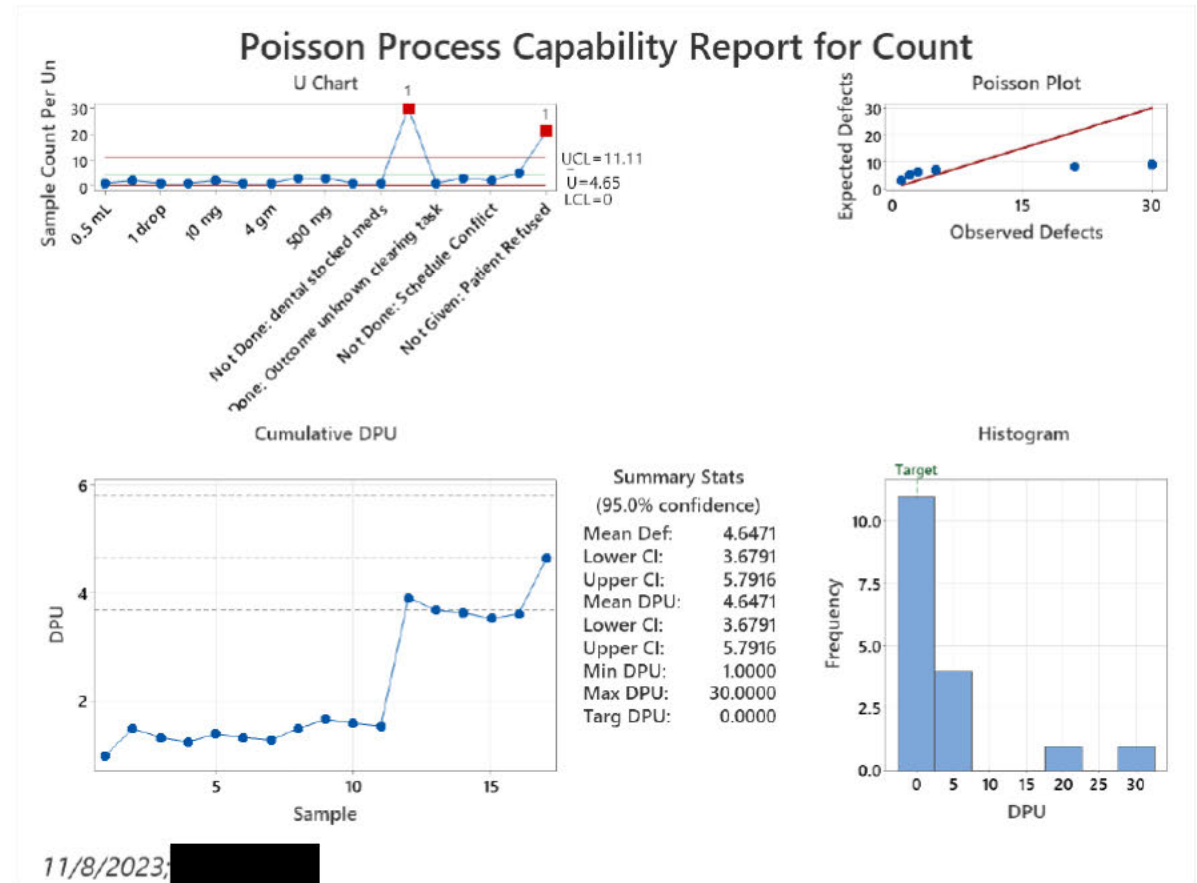 Poisson Process Capability Report for Count
U Chart
Sample Count Per Un
30
20
10
0
1
1
UCL=11.11
U=4.65
LCL=0
0.5 mL
1 drop
10 mg
4 gm
500 mg
Not Done: dental stocked meds
Done: Outcome unknown clearing task
Not Done: Schedule Conflict
Not Given: Patient Refused
Poisson Plot
Expected Defects
30
20
10
0
0 15 30
Observed Defects
Cumulative DPU
DPU
6
4
2
5 10 15
Sample
Summary Stats
(95.0% confidence)
Mean Def: 4.6471
Lower CI: 3.6791
Upper CI: 5.7916
Mean DPU: 4.6471
Lower CI: 3.6791
Upper CI: 5.7916
Min DPU: 1.0000
Max DPU: 30.0000
Targ DPU: 0.0000
Histogram
Target
Frequency
10.0
7.5
5.0
2.5
0.0
0 5 10 15 20 25 30
DPU
11/8/2023;